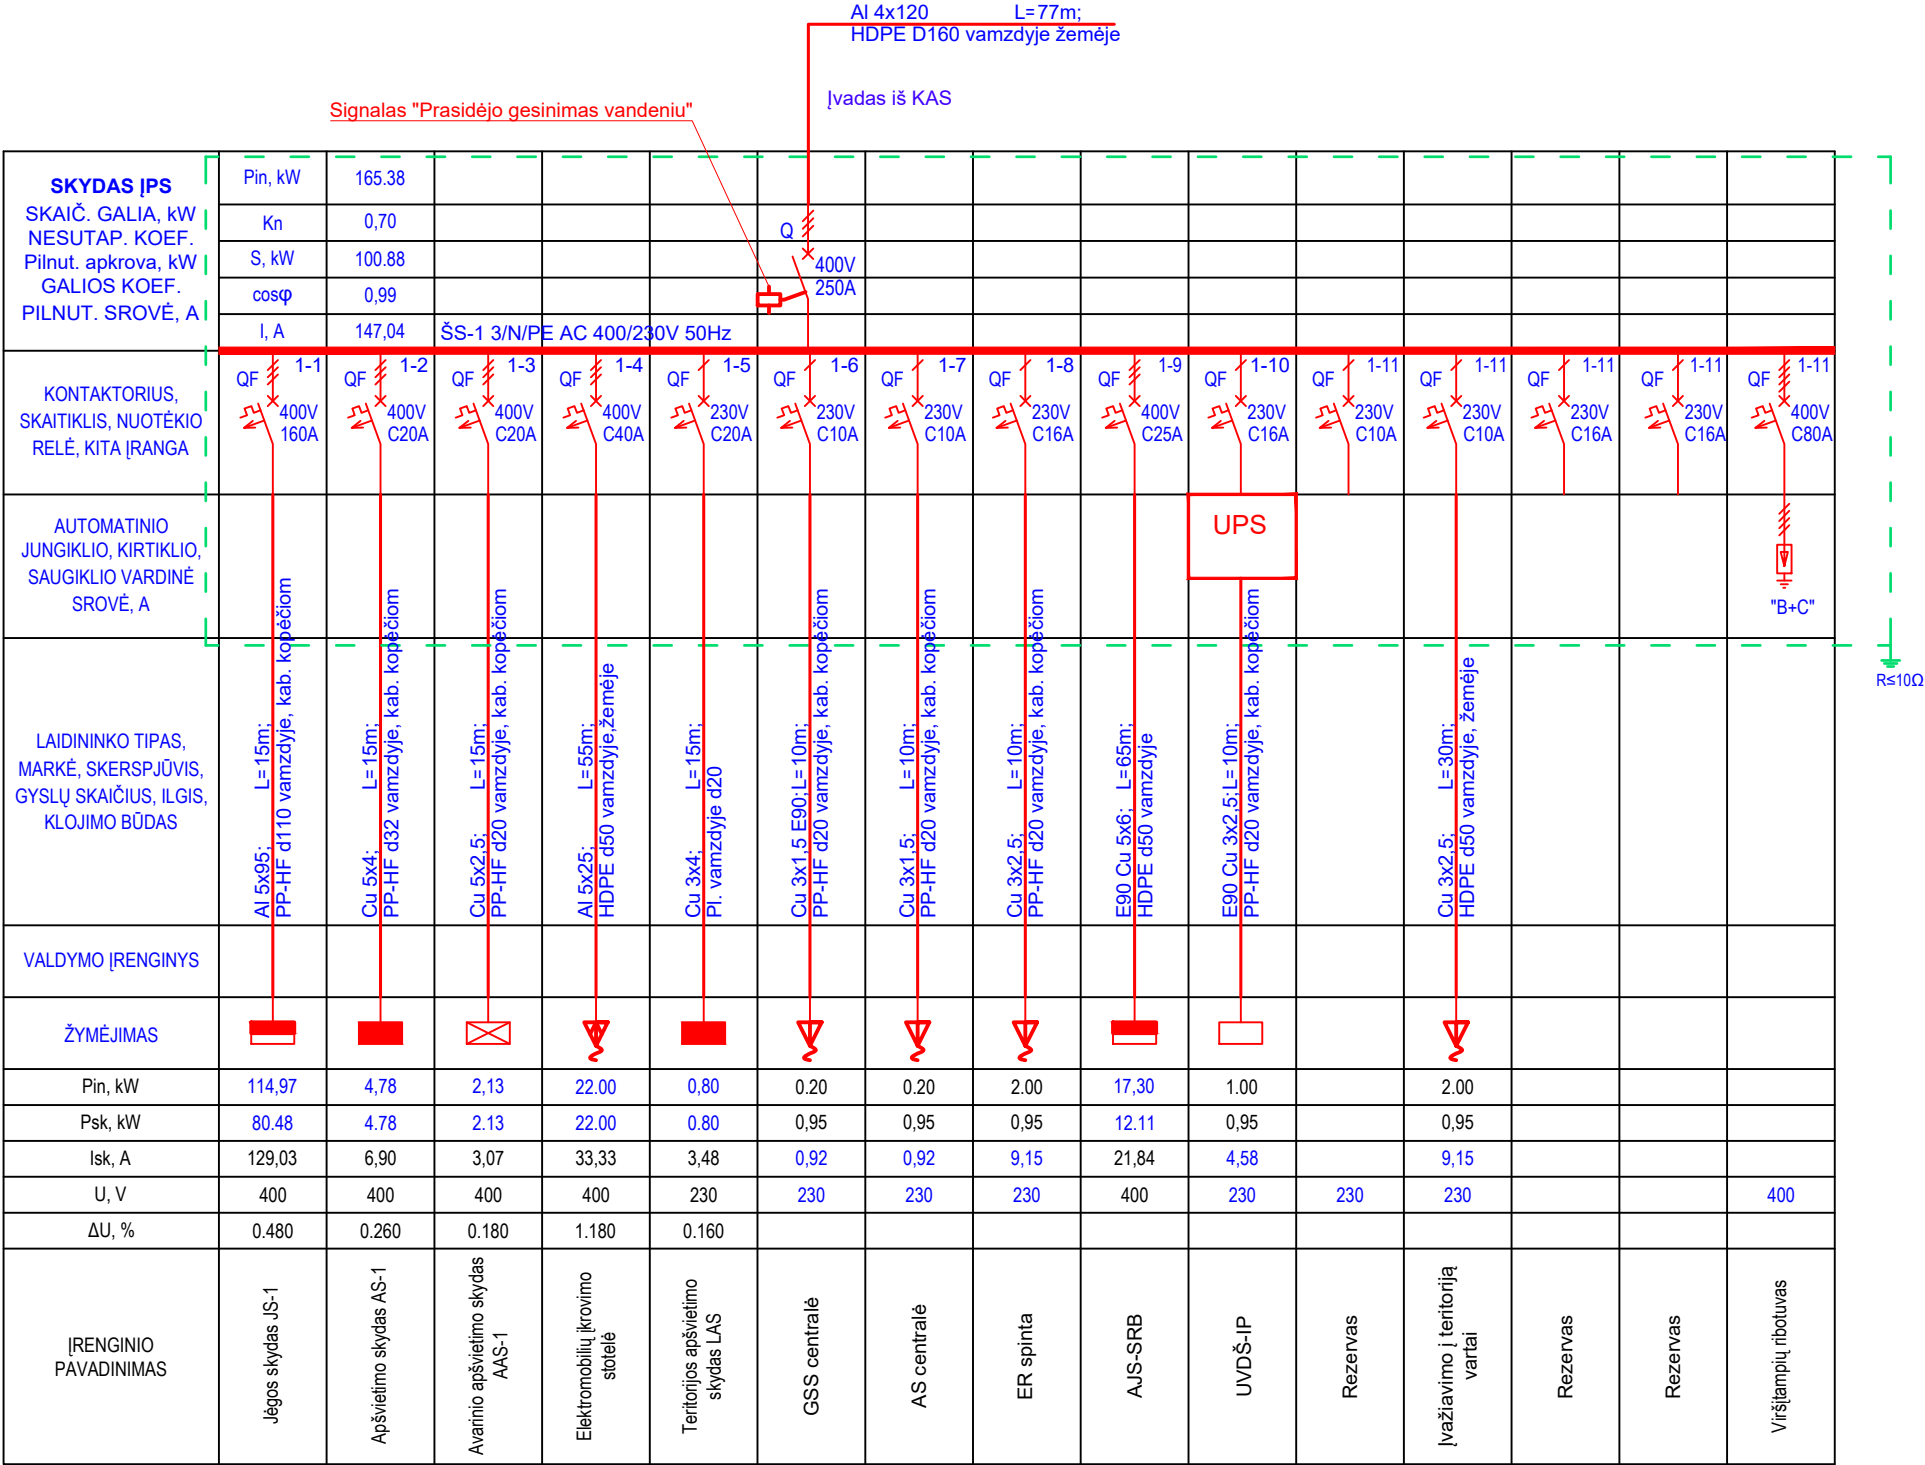 Al 4x120 L=77m;
HDPE D160 vamzdyje žemėje
Įvadas iš KAS
Signalas "Prasidėjo gesinimas vandeniu"
SKYDAS ĮPS
SKAIČ. GALIA, kW
NESUTAP. KOEF.
Pilnut. apkrova, kW
GALIOS KOEF.
PILNUT. SROVĖ, A
Pin, kW 165.38
Kn 0,70
S, kW 100.88
cosφ 0,99
I, A 147,04
Q
400V
250A
ŠS-1 3/N/PE AC 400/230V 50Hz
KONTAKTORIUS,
SKAITIKLIS, NUOTĖKIO
RELĖ, KITA ĮRANGA
1-1 1-2 1-3 1-4 1-5 1-6 1-7 1-8 1-9 1-10 1-11 1-11 1-11 1-11 1-11
QF QF QF QF QF QF QF QF QF QF QF QF QF QF QF
400V 400V 400V 400V 230V 230V 230V 230V 400V 230V 230V 230V 230V 230V 400V
160A C20A C20A C40A C20A C10A C10A C16A C25A C16A C10A C10A C16A C16A C80A
AUTOMATINIO
JUNGIKLIO, KIRTIKLIO,
SAUGIKLIO VARDINĖ
SROVĖ, A
UPS
"B+C"
R≤10Ω
LAIDININKO TIPAS,
MARKĖ, SKERSPJŪVIS,
GYSLŲ SKAIČIUS, ILGIS,
KLOJIMO BŪDAS
Al 5x95; L=15m;
PP-HF d110 vamzdyje, kab. kopėčiom
Cu 5x4; L=15m;
PP-HF d32 vamzdyje, kab. kopėčiom
Cu 5x2,5; L=15m;
PP-HF d20 vamzdyje, kab. kopėčiom
Al 5x25; L=55m;
HDPE d50 vamzdyje,žemėje
Cu 3x4; L=15m;
Pl. vamzdyje d20
Cu 3x1,5 E90;L=10m;
PP-HF d20 vamzdyje, kab. kopėčiom
Cu 3x1,5; L=10m;
PP-HF d20 vamzdyje, kab. kopėčiom
Cu 3x2,5; L=10m;
PP-HF d20 vamzdyje, kab. kopėčiom
E90 Cu 5x6; L=65m;
HDPE d50 vamzdyje
E90 Cu 3x2,5;L=10m;
PP-HF d20 vamzdyje, kab. kopėčiom
Cu 3x2,5; L=30m;
HDPE d50 vamzdyje, žemėje
VALDYMO ĮRENGINYS
ŽYMĖJIMAS
Pin, kW 114,97 4,78 2,13 22.00 0,80 0.20 0.20 2.00 17,30 1.00 2.00
Psk, kW 80.48 4.78 2.13 22.00 0.80 0,95 0,95 0,95 12.11 0,95 0,95
Isk, A 129,03 6,90 3,07 33,33 3,48 0,92 0,92 9,15 21,84 4,58 9,15
U, V 400 400 400 400 230 230 230 230 400 230 230 230 400
ΔU, % 0.480 0.260 0.180 1.180 0.160
ĮRENGINIO
PAVADINIMAS
Jėgos skydas JS-1
Apšvietimo skydas AS-1
Avarinio apšvietimo skydas
AAS-1
Elektromobilių įkrovimo
stotelė
Teritorijos apšvietimo
skydas LAS
GSS centralė
AS centralė
ER spinta
AJS-SRB
UVDŠ-IP
Rezervas
Įvažiavimo į teritoriją
vartai
Rezervas
Rezervas
Viršįtampių ribotuvas